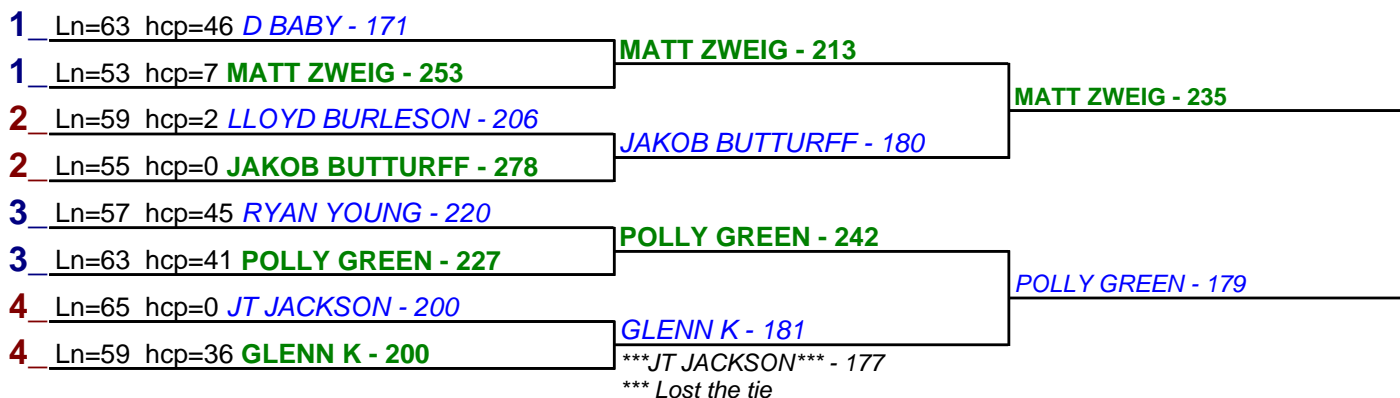 1_ Ln=63 hcp=46 D BABY - 171
1_ Ln=53 hcp=7 MATT ZWEIG - 253
2_ Ln=59 hcp=2 LLOYD BURLESON - 206
2_ Ln=55 hcp=0 JAKOB BUTTURFF - 278
3_ Ln=57 hcp=45 RYAN YOUNG - 220
3_ Ln=63 hcp=41 POLLY GREEN - 227
4_ Ln=65 hcp=0 JT JACKSON - 200
4_ Ln=59 hcp=36 GLENN K - 200
MATT ZWEIG - 213
JAKOB BUTTURFF - 180
POLLY GREEN - 242
GLENN K - 181
***JT JACKSON*** - 177
*** Lost the tie
MATT ZWEIG - 235
POLLY GREEN - 179